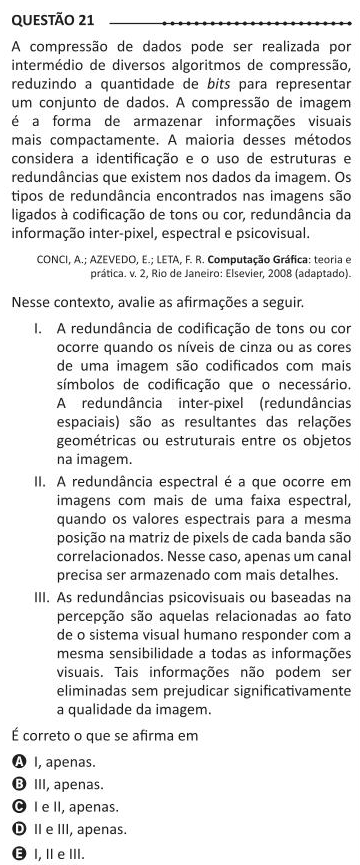 QUESTÃO 21
A compressão de dados pode ser realizada por
intermédio de diversos algoritmos de compressão,
reduzindo a quantidade de bits para representar
um conjunto de dados. A compressão de imagem
é a forma de armazenar informações visuais
mais compactamente. A maioria desses métodos
considera a identificação e o uso de estruturas e
redundâncias que existem nos dados da imagem. Os
tipos de redundância encontrados nas imagens são
ligados à codificação de tons ou cor, redundância da
informação inter-pixel, espectral e psicovisual.
CONCI, A.; AZEVEDO, E.; LETA, F. R. Computação Gráfica: teoria e
prática. v. 2, Rio de Janeiro: Elsevier, 2008 (adaptado).
Nesse contexto, avalie as afirmações a seguir.
I. A redundância de codificação de tons ou cor
ocorre quando os níveis de cinza ou as cores
de uma imagem são codificados com mais
símbolos de codificação que o necessário.
A redundância inter-pixel (redundâncias
espaciais) são as resultantes das relações
geométricas ou estruturais entre os objetos
na imagem.
II. A redundância espectral é a que ocorre em
imagens com mais de uma faixa espectral,
quando os valores espectrais para a mesma
posição na matriz de pixels de cada banda são
correlacionados. Nesse caso, apenas um canal
precisa ser armazenado com mais detalhes.
III. As redundâncias psicovisuais ou baseadas na
percepção são aquelas relacionadas ao fato
de o sistema visual humano responder com a
mesma sensibilidade a todas as informações
visuais. Tais informações não podem ser
eliminadas sem prejudicar significativamente
a qualidade da imagem.
É correto o que se afirma em
A I, apenas.
B III, apenas.
C I e II, apenas.
D II e III, apenas.
E I, II e III.